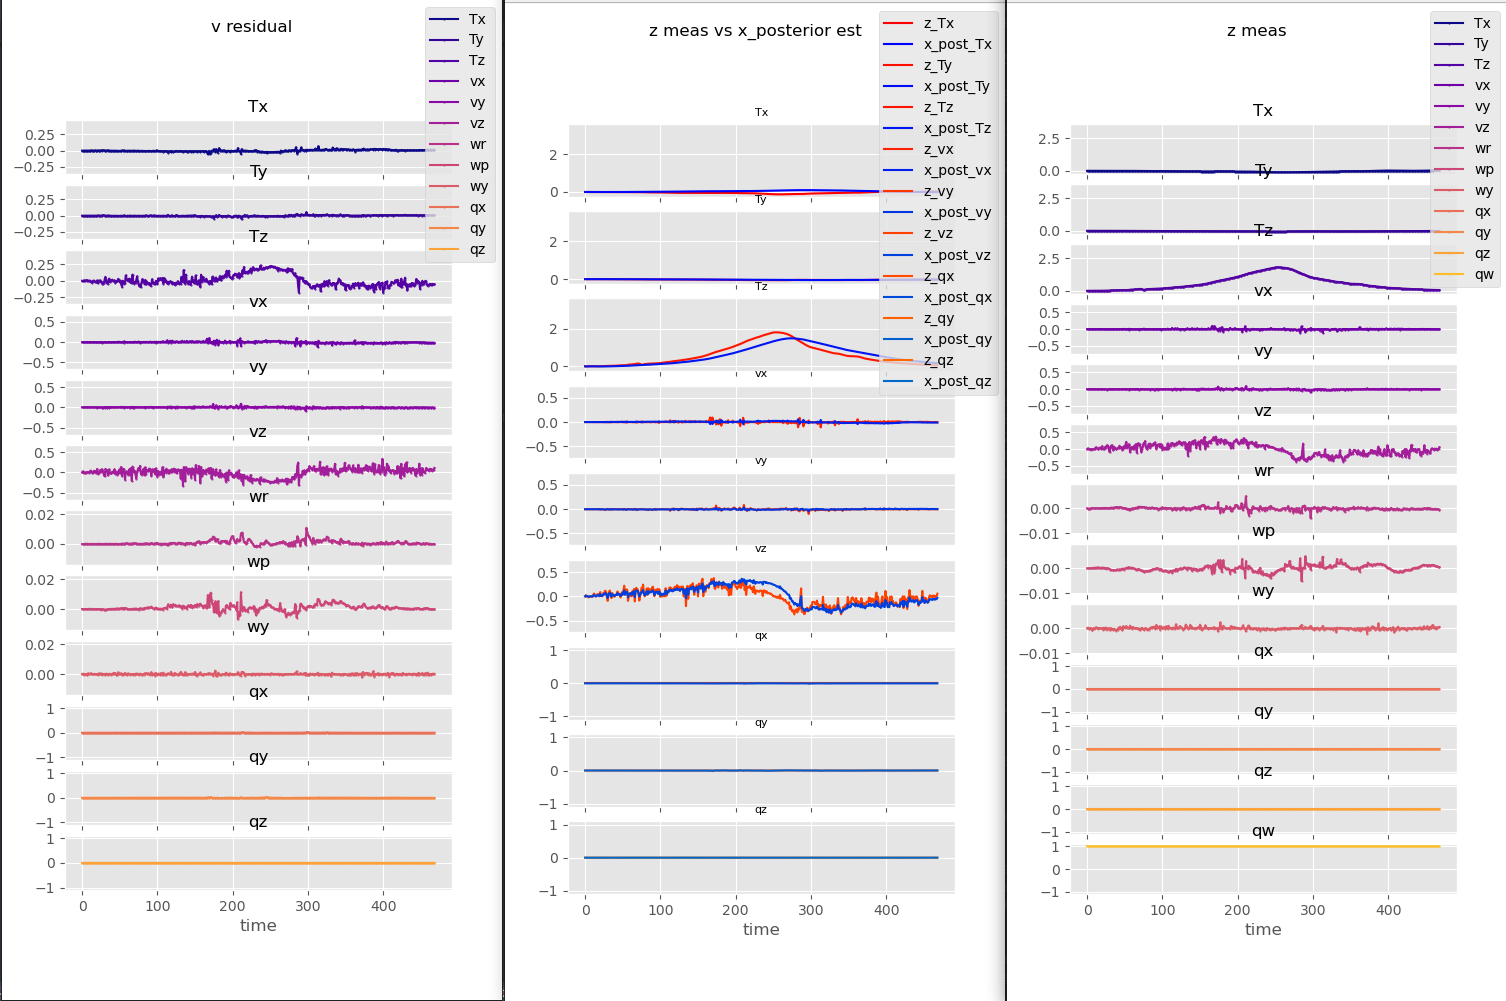 v residual
Tx
Ty
Tz
vx
vy
vz
wr
wp
wy
qx
qy
qz
Tx
0.25
0.00
−0.25
Ty
0.25
0.00
−0.25
Tz
0.25
0.00
−0.25
vx
0.5
0.0
−0.5
vy
0.5
0.0
−0.5
vz
0.5
0.0
−0.5
wr
0.02
0.00
wp
0.02
0.00
wy
0.02
0.00
qx
1
0
−1
qy
1
0
−1
qz
1
0
−1
0 100 200 300 400
time
z meas vs x_posterior est
z_Tx
x_post_Tx
z_Ty
x_post_Ty
z_Tz
x_post_Tz
z_vx
x_post_vx
z_vy
x_post_vy
z_vz
x_post_vz
z_qx
x_post_qx
z_qy
x_post_qy
z_qz
x_post_qz
Tx
2
0
Ty
2
0
Tz
2
0
vx
0.5
0.0
−0.5
vy
0.5
0.0
−0.5
vz
0.5
0.0
−0.5
qx
1
0
−1
qy
1
0
−1
qz
1
0
−1
0 100 200 300 400
time
z meas
Tx
Ty
Tz
vx
vy
vz
wr
wp
wy
qx
qy
qz
qw
Tx
2.5
0.0
Ty
2.5
0.0
Tz
2.5
0.0
vx
0.5
0.0
−0.5
vy
0.5
0.0
−0.5
vz
0.5
0.0
−0.5
wr
0.00
−0.01
wp
0.00
−0.01
wy
0.00
−0.01
qx
1
0
−1
qy
1
0
−1
qz
1
0
−1
qw
1
0
−1
0 100 200 300 400
time